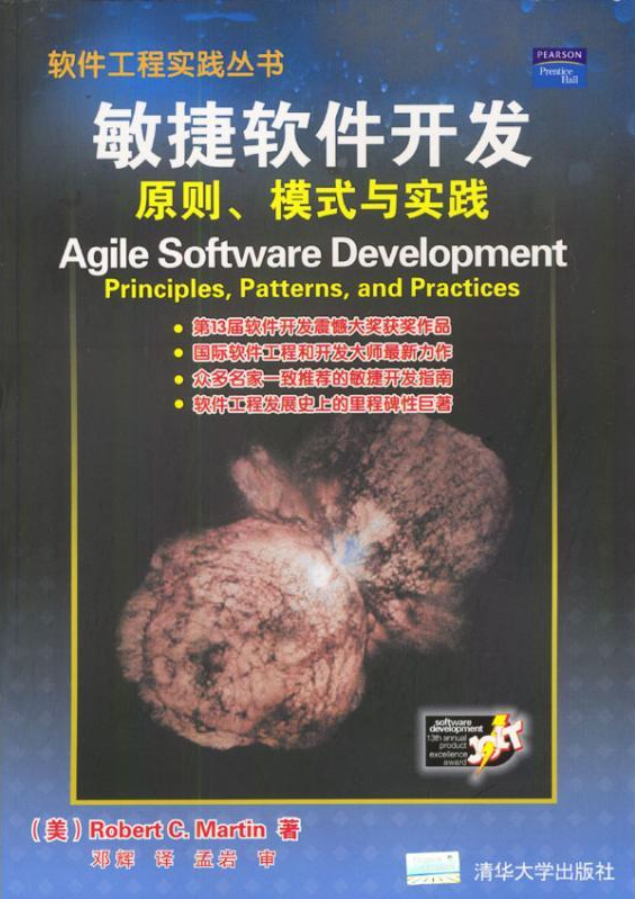 软件工程实践丛书
PEARSON
Prentice
Hall
敏捷软件开发
原则、模式与实践
Agile Software Development
Principles, Patterns, and Practices
• 第13届软件开发震憾大奖获奖作品
• 国际软件工程和开发大师最新力作
• 众多名家一致推荐的敏捷开发指南
• 软件工程发展史上的里程碑性巨著
software
development
13th annual
product
excellence
award
JOLT
（美）Robert C. Martin 著
邓辉 译 孟岩 审
清华大学出版社